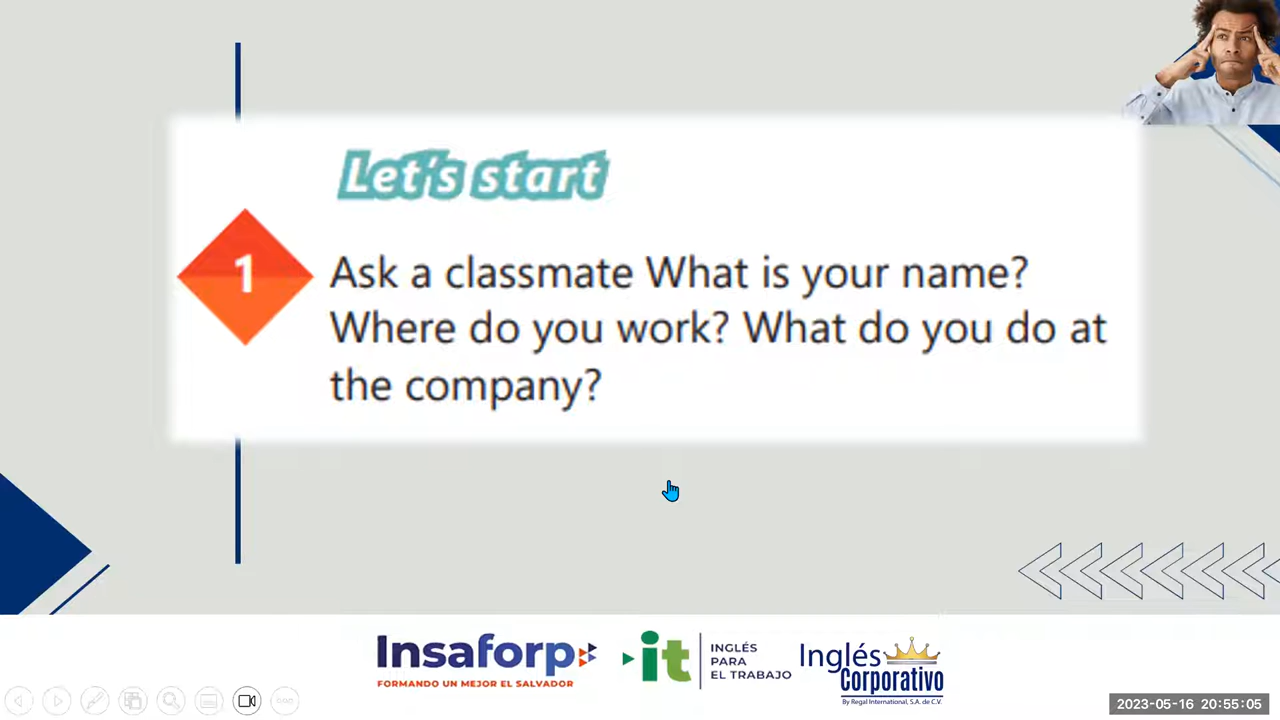 Let's start
1
Ask a classmate What is your name?
Where do you work? What do you do at
the company?
Insaforp
FORMANDO UN MEJOR EL SALVADOR
it
INGLÉS
PARA
EL TRABAJO
Inglés
Corporativo
By Regal International, S.A. de C.V.
2023-05-16 20:55:05